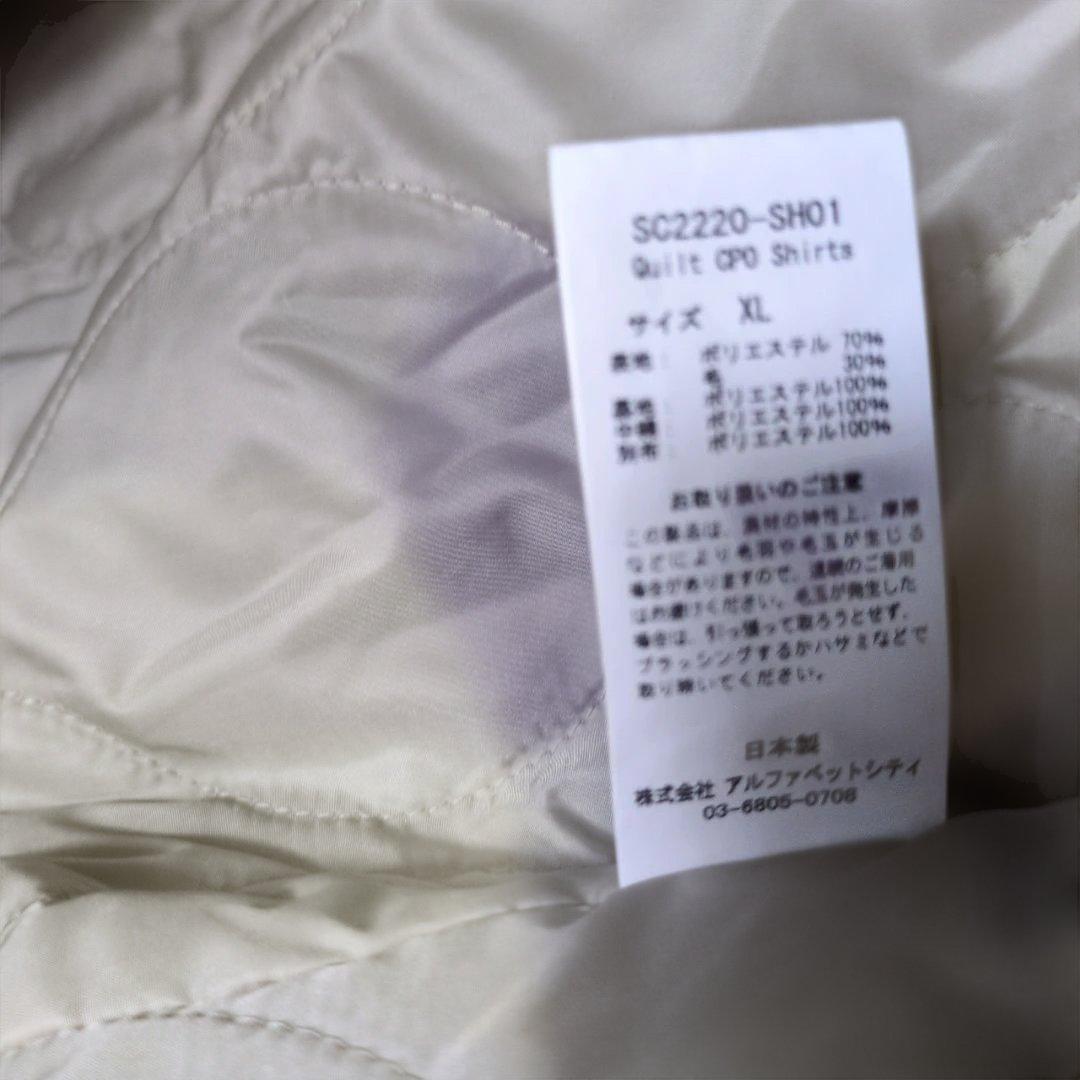 SC2220-SH01
Quilt CPO Shirts
サイズ XL
表地: ポリエステル 70%
毛 30%
裏地: ポリエステル100%
中綿: ポリエステル100%
別布: ポリエステル100%
お取り扱いのご注意
この製品は、素材の特性上、摩擦
などにより毛羽や毛玉が生じる
場合がありますので、連続のご着用
はお避けください。毛玉が発生した
場合は、引っ張って取ろうとせず、
ブラッシングするかハサミなどで
取り除いてください。
日本製
株式会社 アルファベットシティ
03-6805-0708